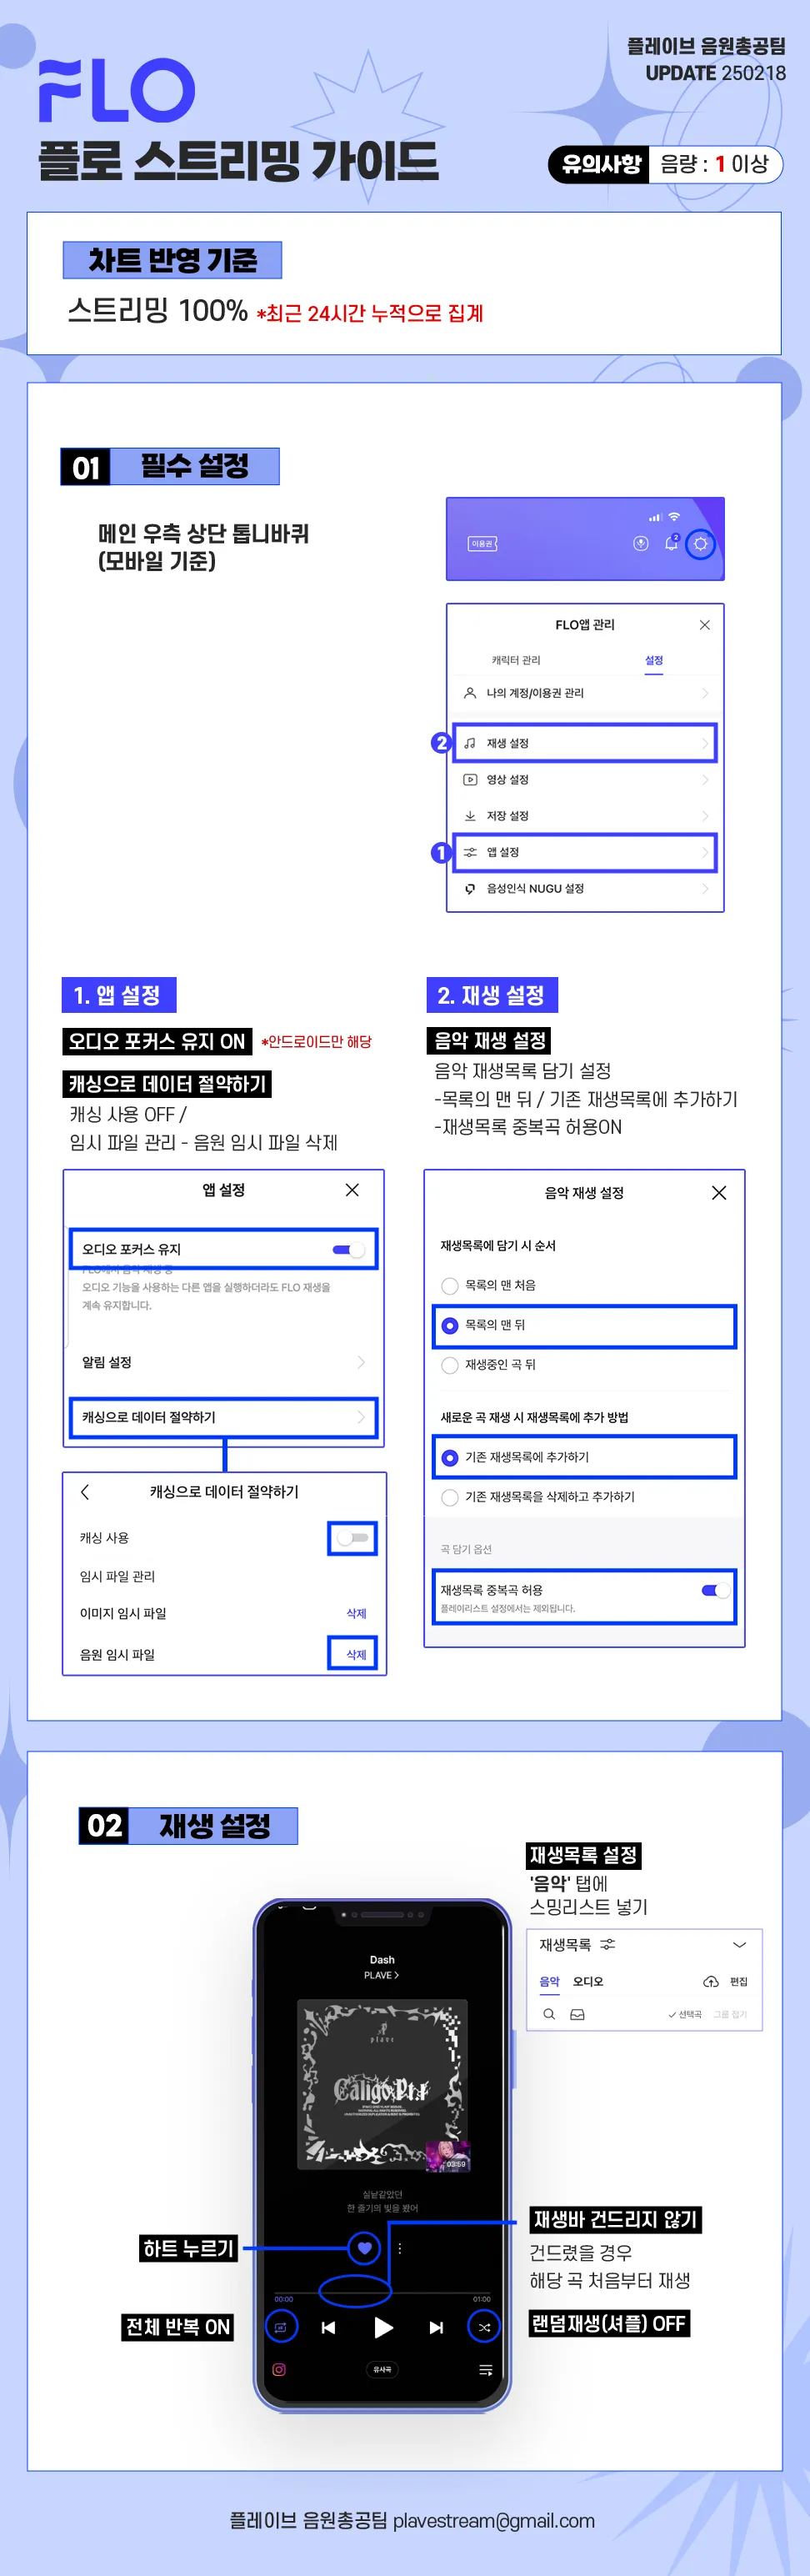 플레이브 음원총공팀
UPDATE 250218
FLO
플로 스트리밍 가이드
유의사항 음량 : 1 이상
차트 반영 기준
스트리밍 100% *최근 24시간 누적으로 집계
01 필수 설정
메인 우측 상단 톱니바퀴
(모바일 기준)
이용권
2
FLO앱 관리
캐릭터 관리 설정
나의 계정/이용권 관리
2 재생 설정
영상 설정
저장 설정
1 앱 설정
음성인식 NUGU 설정
1. 앱 설정
오디오 포커스 유지 ON *안드로이드만 해당
캐싱으로 데이터 절약하기
캐싱 사용 OFF /
임시 파일 관리 - 음원 임시 파일 삭제
앱 설정
오디오 포커스 유지
FLO에서 음악 재생 중
오디오 기능을 사용하는 다른 앱을 실행하더라도 FLO 재생을
계속 유지합니다.
알림 설정
캐싱으로 데이터 절약하기
캐싱으로 데이터 절약하기
캐싱 사용
임시 파일 관리
이미지 임시 파일 삭제
음원 임시 파일 삭제
2. 재생 설정
음악 재생 설정
음악 재생목록 담기 설정
-목록의 맨 뒤 / 기존 재생목록에 추가하기
-재생목록 중복곡 허용ON
음악 재생 설정
재생목록에 담기 시 순서
목록의 맨 처음
목록의 맨 뒤
재생중인 곡 뒤
새로운 곡 재생 시 재생목록에 추가 방법
기존 재생목록에 추가하기
기존 재생목록을 삭제하고 추가하기
곡 담기 옵션
재생목록 중복곡 허용
플레이리스트 설정에서는 제외됩니다.
02 재생 설정
재생목록 설정
'음악' 탭에
스밍리스트 넣기
재생목록
음악 오디오 편집
선택곡 그룹 접기
Dash
PLAVE
plave
Caligo Pt.1
03:59
실낱같았던
한 줄기의 빛을 봤어
하트 누르기
재생바 건드리지 않기
건드렸을 경우
해당 곡 처음부터 재생
00:00 01:00
전체 반복 ON
랜덤재생(셔플) OFF
유사곡
플레이브 음원총공팀 plavestream@gmail.com